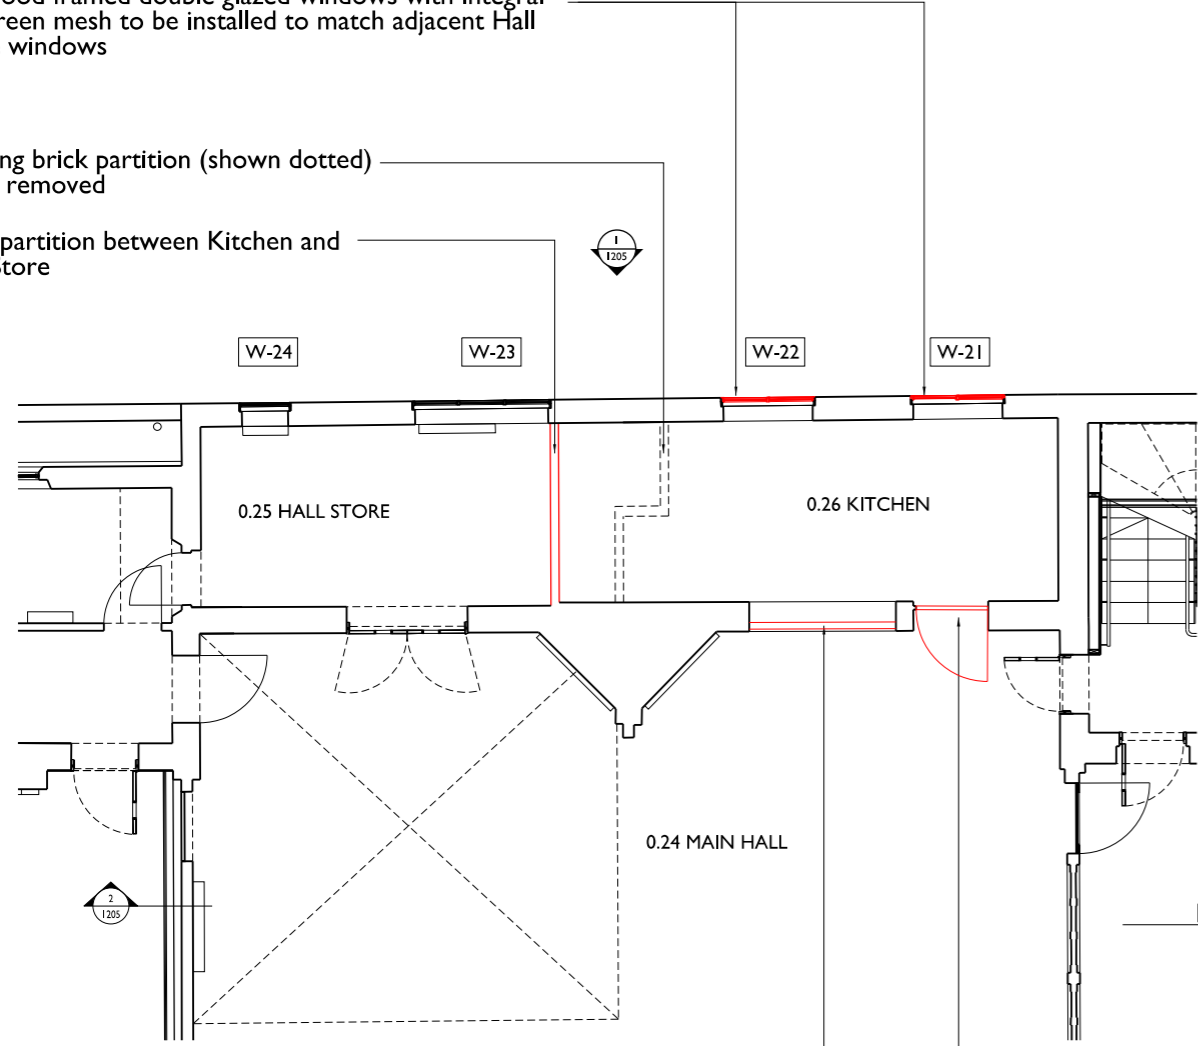 ood framed double glazed windows with integral
reen mesh to be installed to match adjacent Hall
windows
ng brick partition (shown dotted)
removed
partition between Kitchen and
tore
1
1205
W-24
W-23
W-22
W-21
0.25 HALL STORE
0.26 KITCHEN
0.24 MAIN HALL
2
1205